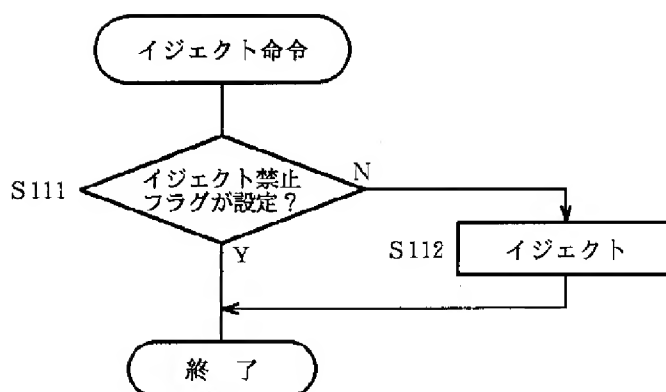 イジェクト命令
S111
イジェクト禁止
フラグが設定？
N
Y
S112
イジェクト
終 了